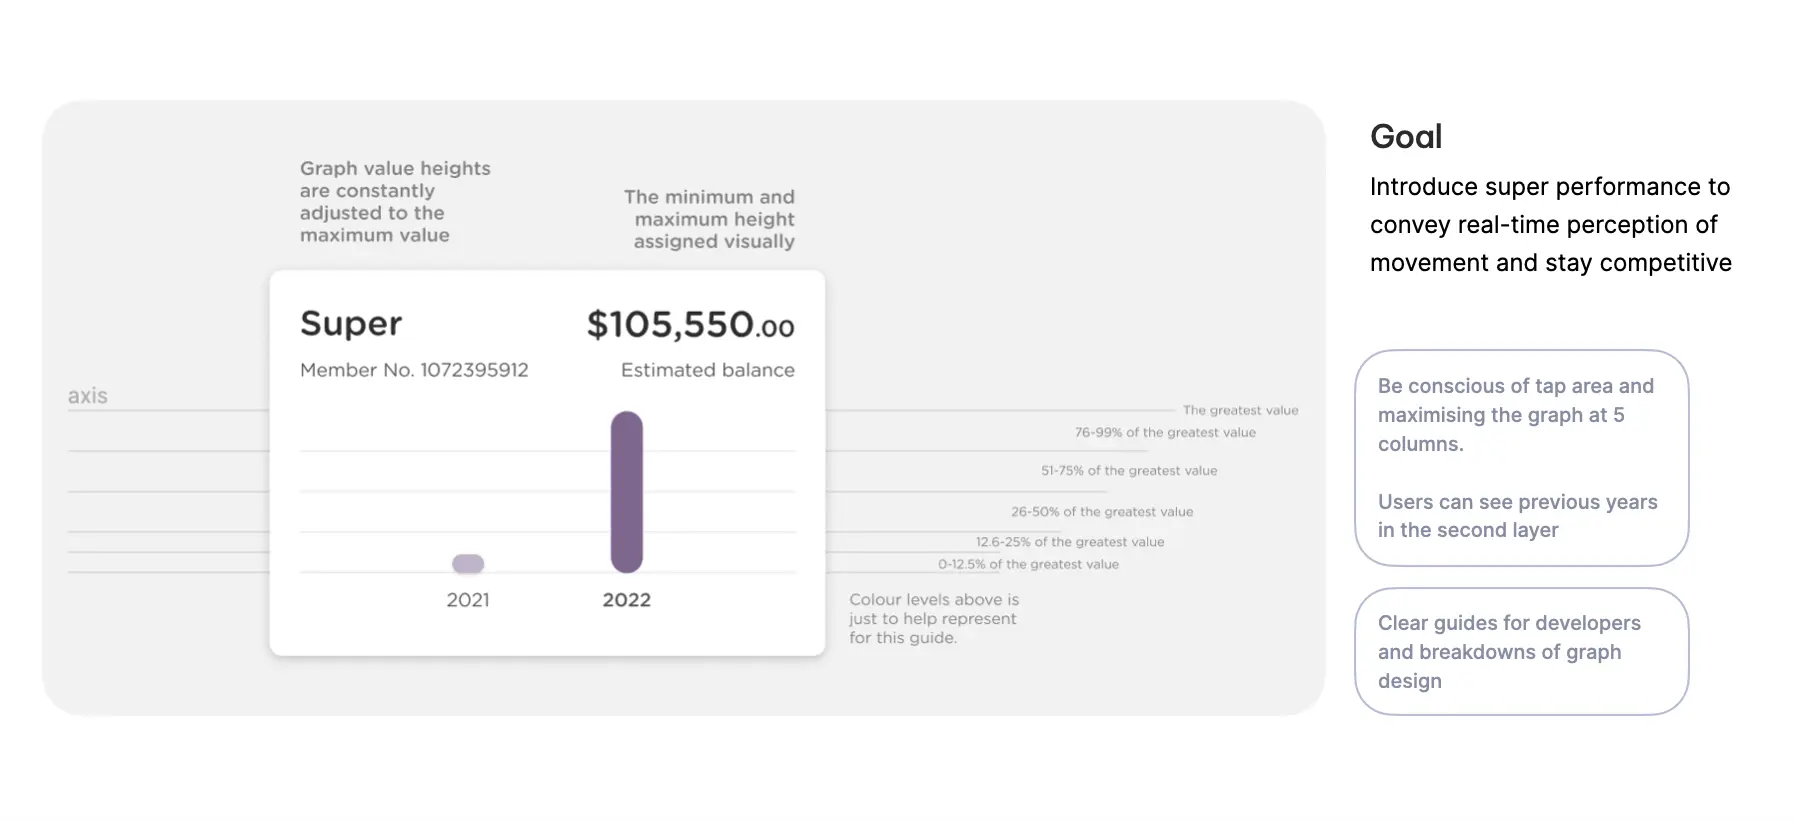 Graph value heights
are constantly
adjusted to the
maximum value
The minimum and
maximum height
assigned visually
Super
$105,550.00
Member No. 1072395912
Estimated balance
axis
The greatest value
76-99% of the greatest value
51-75% of the greatest value
26-50% of the greatest value
12.6-25% of the greatest value
0-12.5% of the greatest value
2021
2022
Colour levels above is
just to help represent
for this guide.
Goal
Introduce super performance to
convey real-time perception of
movement and stay competitive
Be conscious of tap area and
maximising the graph at 5
columns.
Users can see previous years
in the second layer
Clear guides for developers
and breakdowns of graph
design